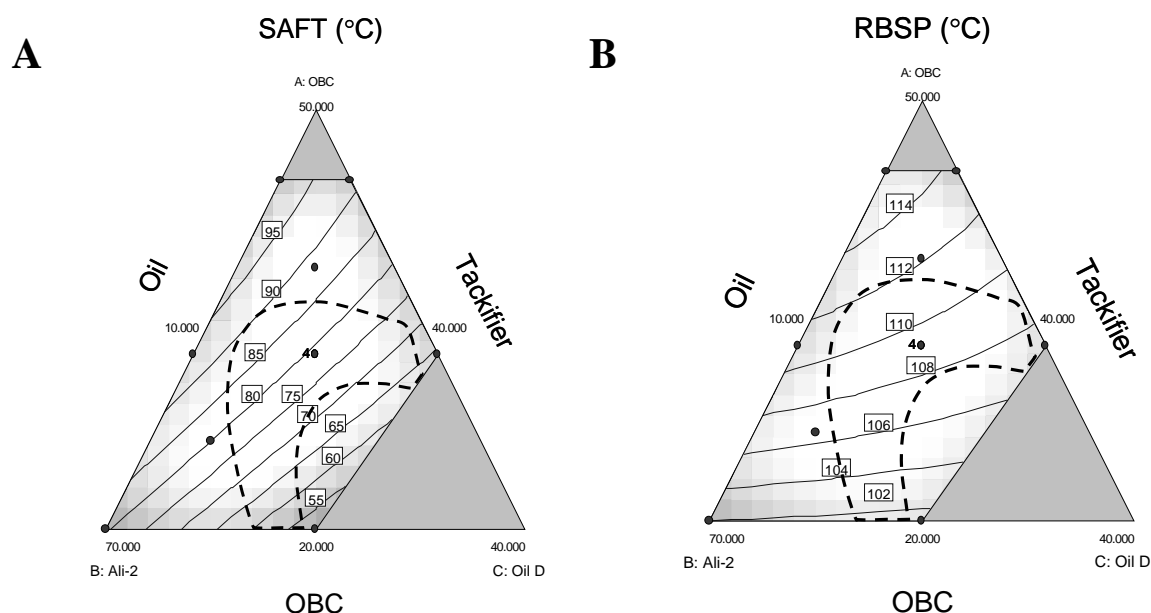 A
SAFT (°C)
A: OBC
50.000
95
Oil
90
Tackifier
10.000
40.000
85
4
80
75
70
65
60
55
70.000
20.000
40.000
B: Ali-2
C: Oil D
OBC
B
RBSP (°C)
A: OBC
50.000
114
Oil
112
Tackifier
10.000
110
40.000
4
108
106
104
102
70.000
20.000
40.000
B: Ali-2
C: Oil D
OBC